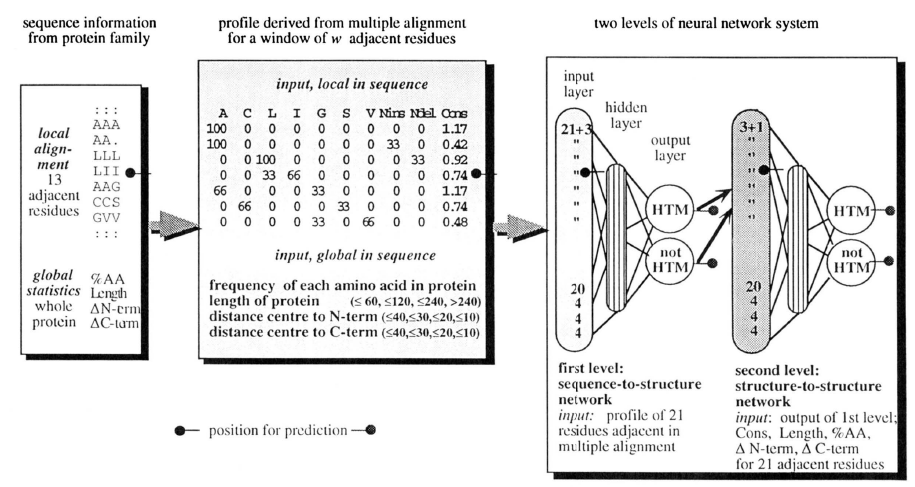 sequence information
from protein family
profile derived from multiple alignment
for a window of w adjacent residues
two levels of neural network system
local
align-
ment
13
adjacent
residues
: : :
AAA
AA.
LLL
LII
AAG
CCS
GVV
: : :
global
statistics
whole
protein
%AA
Length
ΔN-term
ΔC-term
input, local in sequence
A C L I G S V Nins Ndel Cons
100 0 0 0 0 0 0 0 0 1.17
100 0 0 0 0 0 0 33 0 0.42
0 0 100 0 0 0 0 0 33 0.92
0 0 33 66 0 0 0 0 0 0.74
66 0 0 0 33 0 0 0 0 1.17
0 66 0 0 0 33 0 0 0 0.74
0 0 0 0 33 0 66 0 0 0.48
input, global in sequence
frequency of each amino acid in protein
length of protein (≤ 60, ≤120, ≤240, >240)
distance centre to N-term (≤40,≤30,≤20,≤10)
distance centre to C-term (≤40,≤30,≤20,≤10)
input
layer
hidden
layer
output
layer
21+3
"
"
"
"
"
20
4
4
4
HTM
not
HTM
3+1
"
"
"
"
"
20
4
4
4
HTM
not
HTM
first level:
sequence-to-structure
network
input: profile of 21
residues adjacent in
multiple alignment
second level:
structure-to-structure
network
input: output of 1st level;
Cons, Length, %AA,
Δ N-term, Δ C-term
for 21 adjacent residues
position for prediction